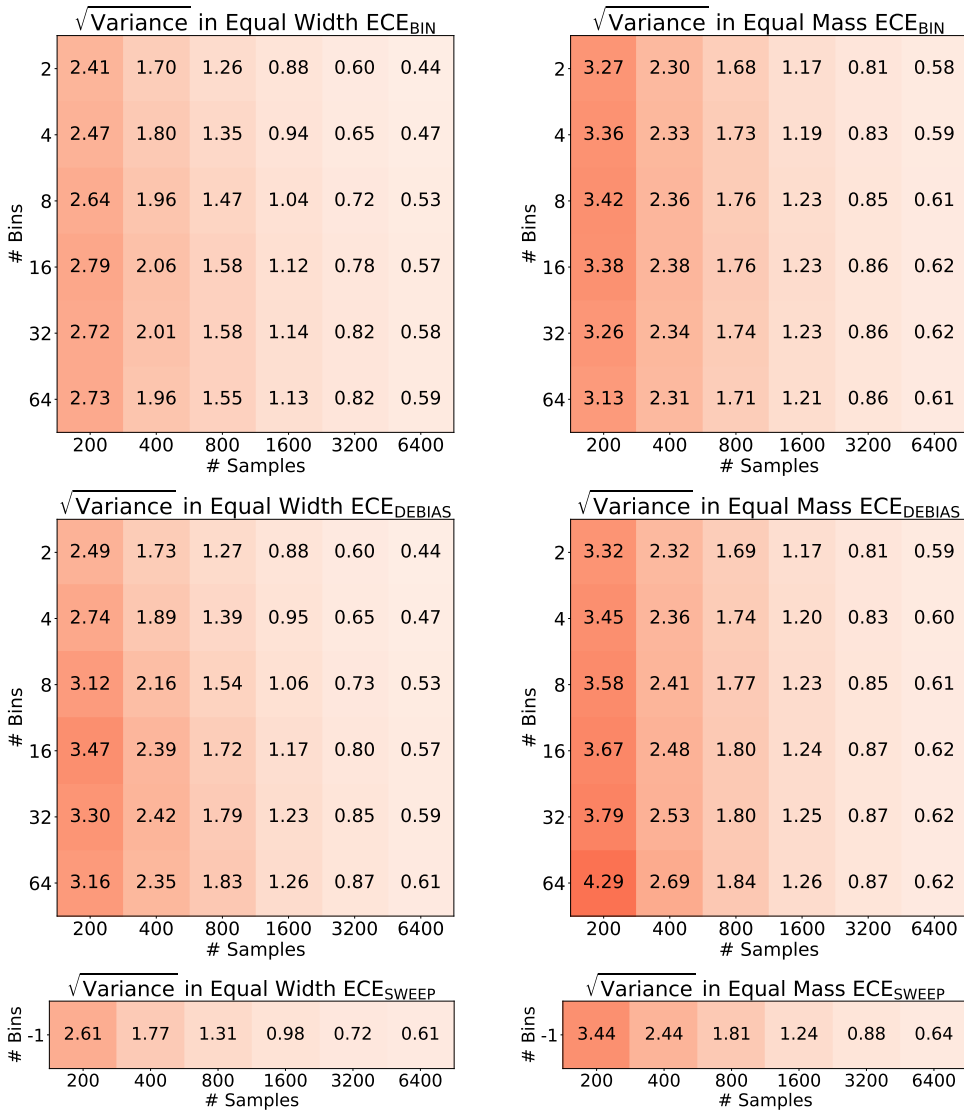 √Variance in Equal Width ECE_BIN
# Bins
2 2.41 1.70 1.26 0.88 0.60 0.44
4 2.47 1.80 1.35 0.94 0.65 0.47
8 2.64 1.96 1.47 1.04 0.72 0.53
16 2.79 2.06 1.58 1.12 0.78 0.57
32 2.72 2.01 1.58 1.14 0.82 0.58
64 2.73 1.96 1.55 1.13 0.82 0.59
200 400 800 1600 3200 6400
# Samples
√Variance in Equal Mass ECE_BIN
# Bins
2 3.27 2.30 1.68 1.17 0.81 0.58
4 3.36 2.33 1.73 1.19 0.83 0.59
8 3.42 2.36 1.76 1.23 0.85 0.61
16 3.38 2.38 1.76 1.23 0.86 0.62
32 3.26 2.34 1.74 1.23 0.86 0.62
64 3.13 2.31 1.71 1.21 0.86 0.61
200 400 800 1600 3200 6400
# Samples
√Variance in Equal Width ECE_DEBIAS
# Bins
2 2.49 1.73 1.27 0.88 0.60 0.44
4 2.74 1.89 1.39 0.95 0.65 0.47
8 3.12 2.16 1.54 1.06 0.73 0.53
16 3.47 2.39 1.72 1.17 0.80 0.57
32 3.30 2.42 1.79 1.23 0.85 0.59
64 3.16 2.35 1.83 1.26 0.87 0.61
200 400 800 1600 3200 6400
# Samples
√Variance in Equal Mass ECE_DEBIAS
# Bins
2 3.32 2.32 1.69 1.17 0.81 0.59
4 3.45 2.36 1.74 1.20 0.83 0.60
8 3.58 2.41 1.77 1.23 0.85 0.61
16 3.67 2.48 1.80 1.24 0.87 0.62
32 3.79 2.53 1.80 1.25 0.87 0.62
64 4.29 2.69 1.84 1.26 0.87 0.62
200 400 800 1600 3200 6400
# Samples
√Variance in Equal Width ECE_SWEEP
# Bins
-1 2.61 1.77 1.31 0.98 0.72 0.61
200 400 800 1600 3200 6400
# Samples
√Variance in Equal Mass ECE_SWEEP
# Bins
-1 3.44 2.44 1.81 1.24 0.88 0.64
200 400 800 1600 3200 6400
# Samples